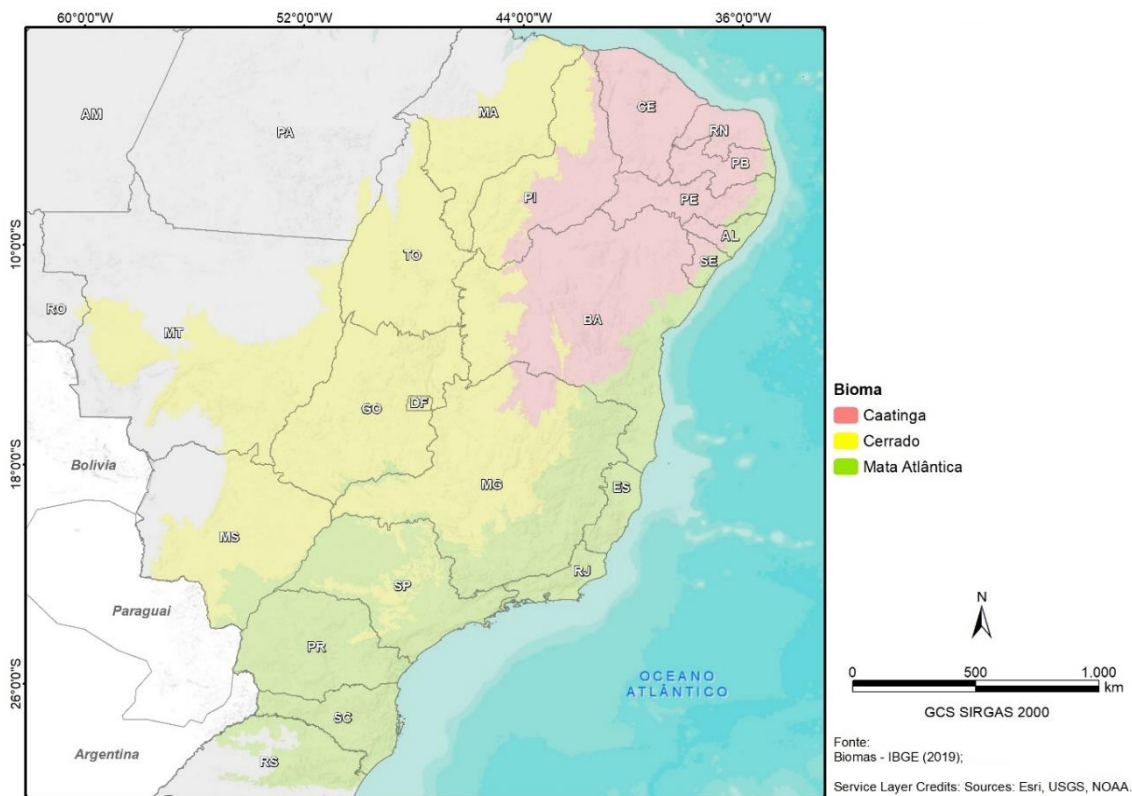 60°0'0"W 52°0'0"W 44°0'0"W 36°0'0"W
AM
PA
MA
CE
RN
PB
PI
PE
AL
10°0'0"S
TO
SE
RO
MT
BA
GO
DF
Bolivia
18°0'0"S
MG
ES
MS
SP
RJ
Paraguai
PR
26°0'0"S
SC
Argentina
RS
OCEANO
ATLÂNTICO
Bioma
Caatinga
Cerrado
Mata Atlântica
N
0 500 1.000
km
GCS SIRGAS 2000
Fonte:
Biomas - IBGE (2019);
Service Layer Credits: Sources: Esri, USGS, NOAA.